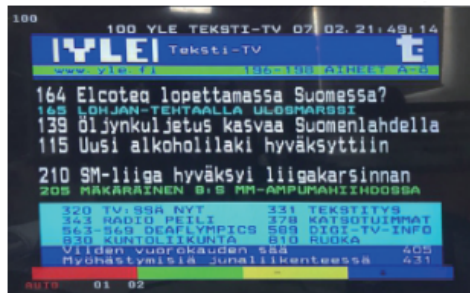 100
100 YLE TEKSTI-TV 07.02. 21:49:14
YLE Teksti-TV t:
www.yle.fi 196-198 AIHEET A-Ö
164 Elcoteq lopettamassa Suomessa?
165 LOHJAN-TEHTAALLA ULOSMARSSI
139 Öljynkuljetus kasvaa Suomenlahdella
115 Uusi alkoholilaki hyväksyttiin
210 SM-liiga hyväksyi liigakarsinnan
205 MÄKÄRÄINEN 8:S MM-AMPUMAHIIHDOSSA
320 TV:SSÄ NYT 331 TEKSTITYS
343 RADIO PEILI 378 KATSOTUIMMAT
563-569 DEAFLYMPICS 589 DIGI-TV-INFO
830 KUNTOLIIKUNTA 810 RUOKA
Viiden vuorokauden sää 405
Myöhästymisiä junaliikenteessä 431
AUTO 01 02